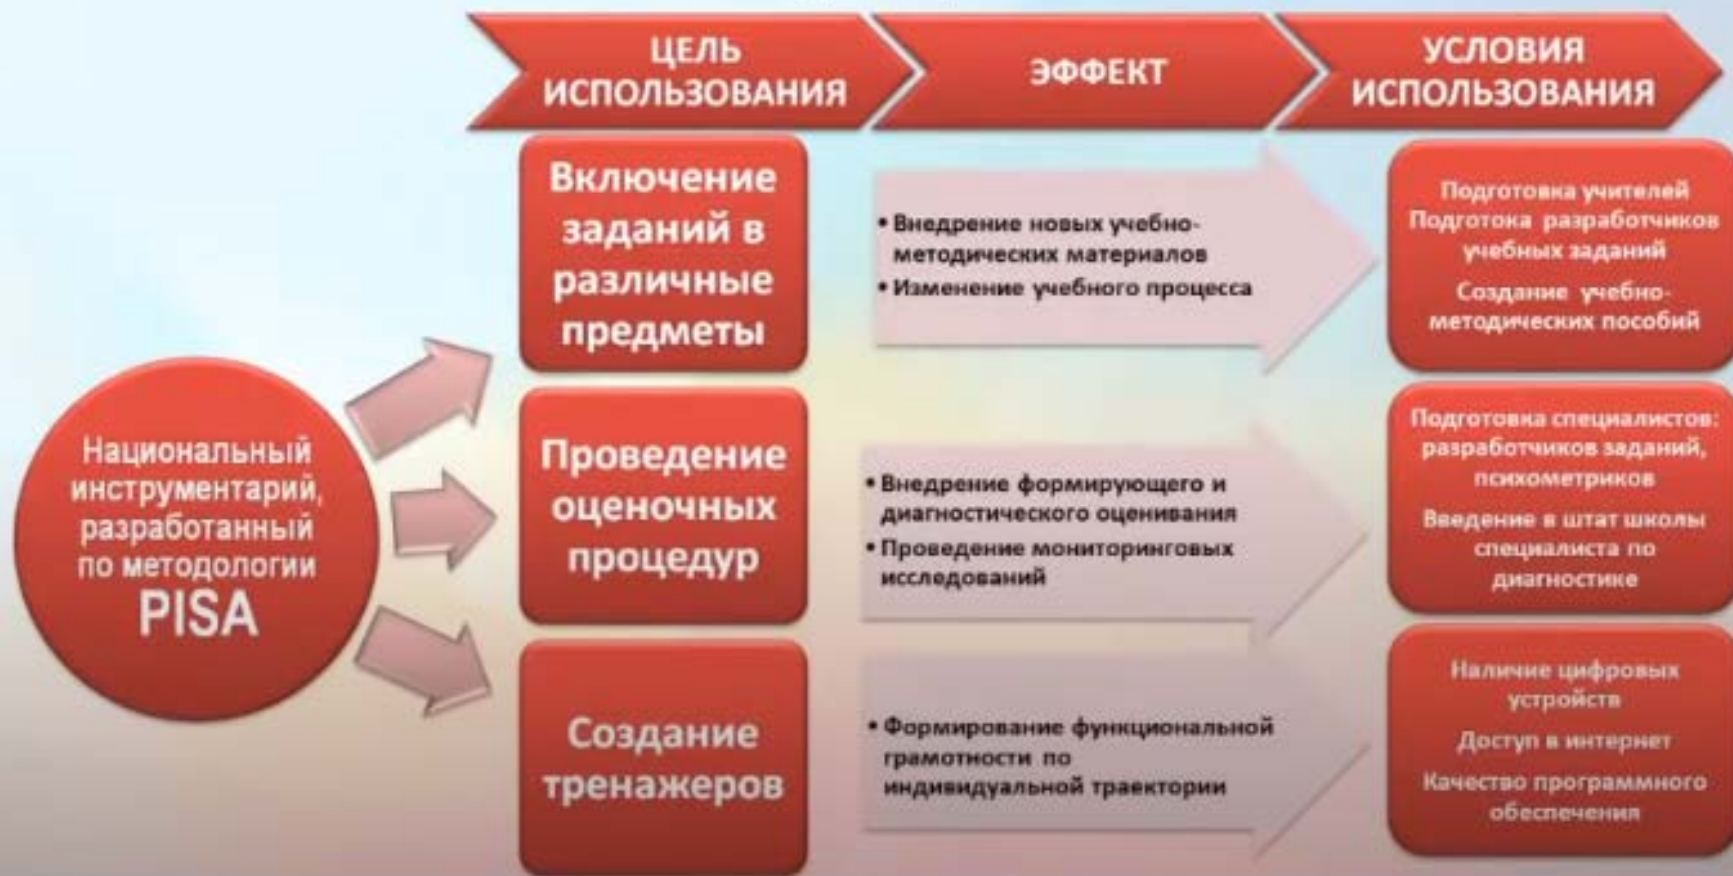 ЦЕЛЬ
ИСПОЛЬЗОВАНИЯ
ЭФФЕКТ
УСЛОВИЯ
ИСПОЛЬЗОВАНИЯ
Национальный
инструментарий,
разработанный
по методологии
PISA
Включение
заданий в
различные
предметы
• Внедрение новых учебно-
методических материалов
• Изменение учебного процесса
Подготовка учителей
Подготока разработчиков
учебных заданий
Создание учебно-
методических пособий
Проведение
оценочных
процедур
• Внедрение формирующего и
диагностического оценивания
• Проведение мониторинговых
исследований
Подготовка специалистов:
разработчиков заданий,
психометриков
Введение в штат школы
специалиста по
диагностике
Создание
тренажеров
• Формирование функциональной
грамотности по
индивидуальной траектории
Наличие цифровых
устройств
Доступ в интернет
Качество программного
обеспечения